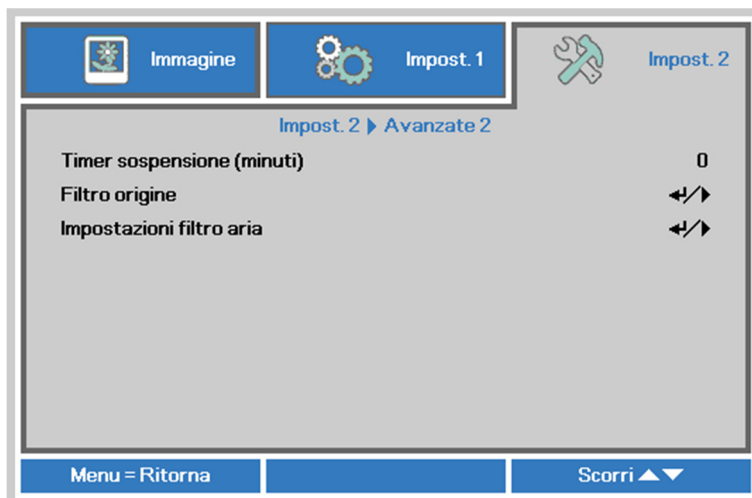 Immagine
Impost. 1
Impost. 2
Impost. 2 ▶ Avanzate 2
Timer sospensione (minuti) 0
Filtro origine ↵/▶
Impostazioni filtro aria ↵/▶
Menu = Ritorna
Scorri ▲▼